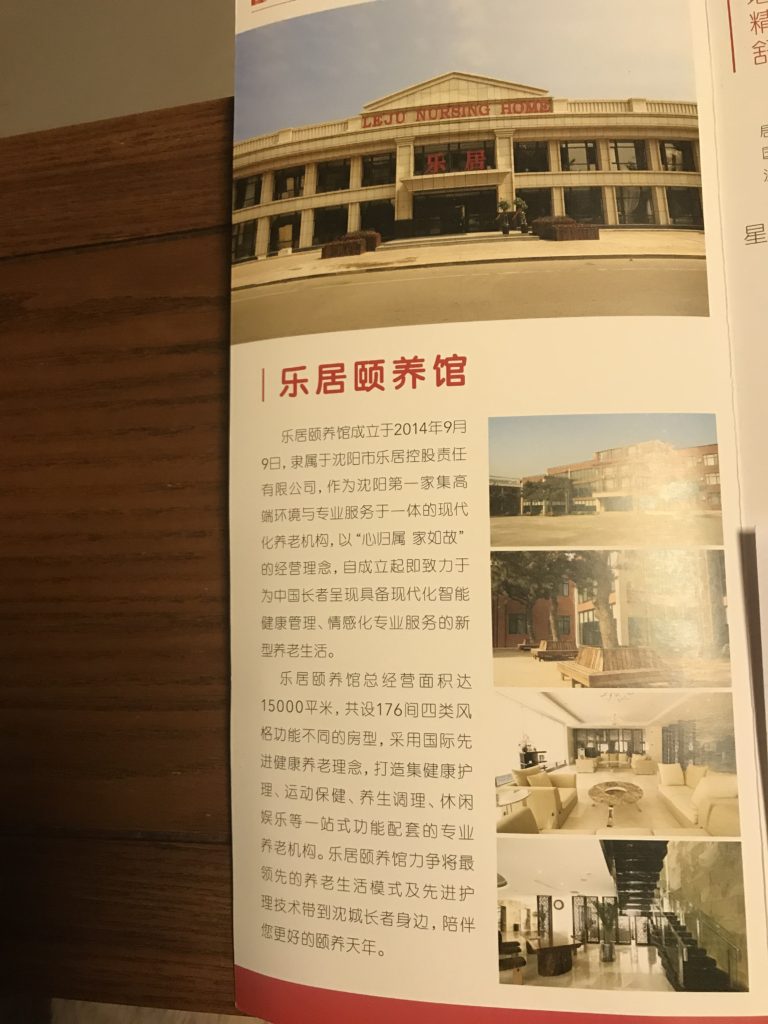 LEJU NURSING HOME
乐居
乐居颐养馆
乐居颐养馆成立于2014年9月
9日，隶属于沈阳市乐居控股责任
有限公司，作为沈阳第一家集高
端环境与专业服务于一体的现代
化养老机构，以“心归属 家如故”
的经营理念，自成立起即致力于
为中国长者呈现具备现代化智能
健康管理、情感化专业服务的新
型养老生活。
乐居颐养馆总经营面积达
15000平米，共设176间四类风
格功能不同的房型，采用国际先
进健康养老理念，打造集健康护
理、运动保健、养生调理、休闲
娱乐等一站式功能配套的专业
养老机构。乐居颐养馆力争将最
领先的养老生活模式及先进护
理技术带到沈城长者身边，陪伴
您更好的颐养天年。
精
舒
星